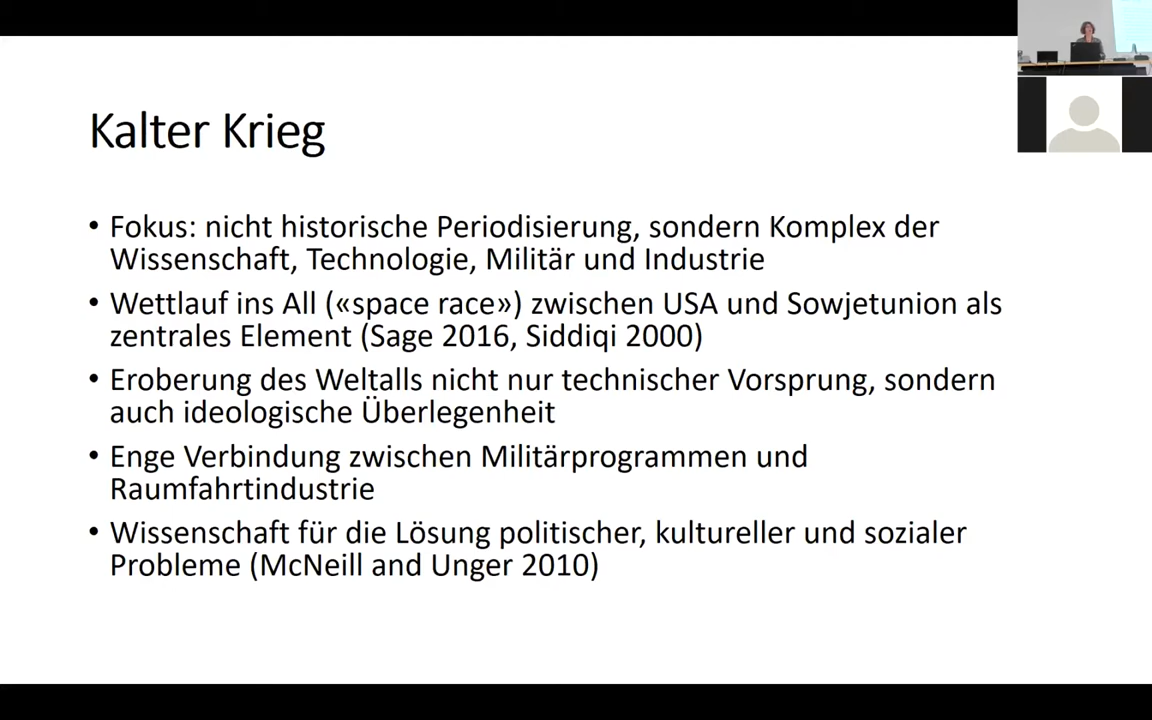 Kalter Krieg
• Fokus: nicht historische Periodisierung, sondern Komplex der
Wissenschaft, Technologie, Militär und Industrie
• Wettlauf ins All («space race») zwischen USA und Sowjetunion als
zentrales Element (Sage 2016, Siddiqi 2000)
• Eroberung des Weltalls nicht nur technischer Vorsprung, sondern
auch ideologische Überlegenheit
• Enge Verbindung zwischen Militärprogrammen und
Raumfahrtindustrie
• Wissenschaft für die Lösung politischer, kultureller und sozialer
Probleme (McNeill and Unger 2010)